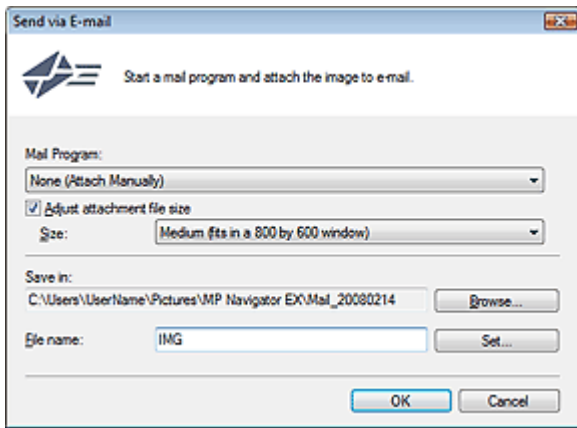 Send via E-mail
Start a mail program and attach the image to e-mail.
Mail Program:
None (Attach Manually)
Adjust attachment file size
Size: Medium (fits in a 800 by 600 window)
Save in:
C:\Users\UserName\Pictures\MP Navigator EX\Mail_20080214 Browse...
File name: IMG Set...
OK Cancel